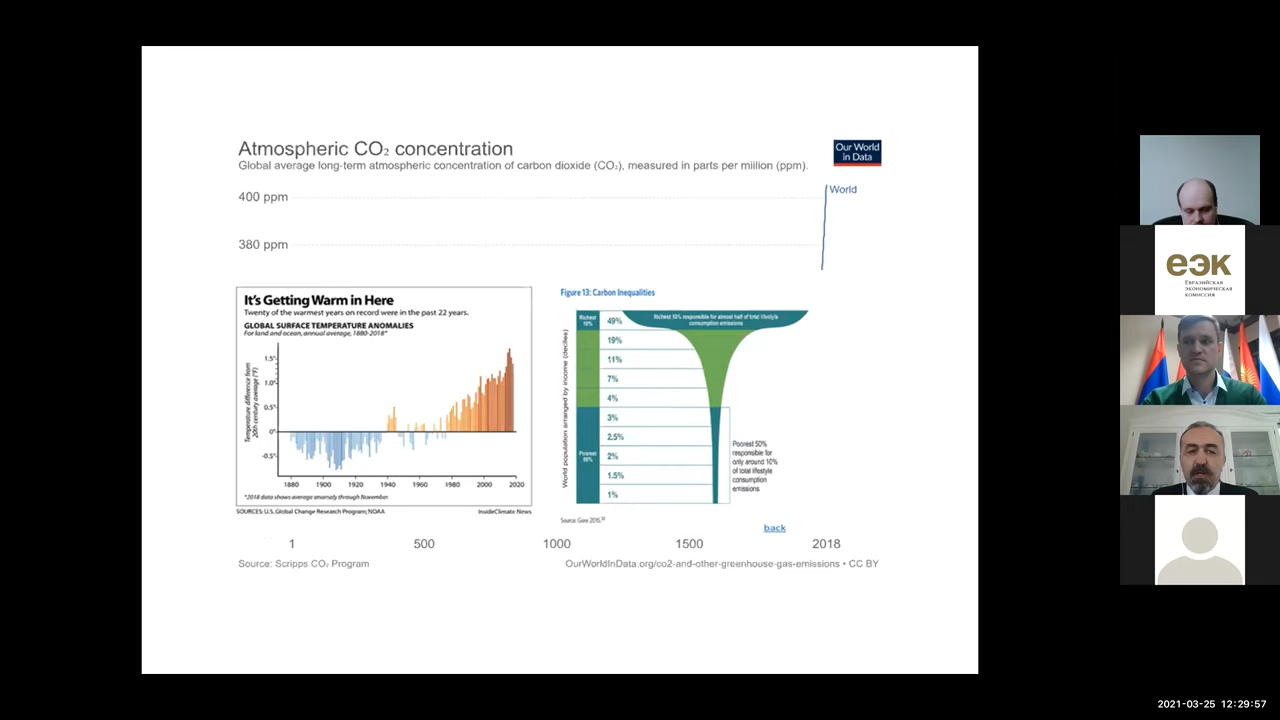 Atmospheric CO₂ concentration
Global average long-term atmospheric concentration of carbon dioxide (CO₂), measured in parts per million (ppm).
Our World
in Data
400 ppm
World
380 ppm
It's Getting Warm in Here
Twenty of the warmest years on record were in the past 22 years.
GLOBAL SURFACE TEMPERATURE ANOMALIES
For land and ocean, annual average, 1880-2018*
Temperature difference from
20th century average (°F)
1.5°
1.0°
0.5°
0°
-0.5°
1880 1900 1920 1940 1960 1980 2000 2020
*2018 data shows average anomaly through November.
SOURCES: U.S. Global Change Research Program; NOAA
InsideClimate News
Figure 13: Carbon Inequalities
World population arranged by income (deciles)
Richest
10%
49%
Richest 10% responsible for almost half of total lifestyle
consumption emissions
19%
11%
7%
4%
3%
2.5%
2%
1.5%
1%
Poorest
50%
Poorest 50%
responsible for
only around 10%
of total lifestyle
consumption
emissions
Source: Gore 2015.
back
1 500 1000 1500 2018
Source: Scripps CO₂ Program
OurWorldInData.org/co2-and-other-greenhouse-gas-emissions • CC BY
еэк
ЕВРАЗИЙСКАЯ
ЭКОНОМИЧЕСКАЯ
КОМИССИЯ
2021-03-25 12:29:57